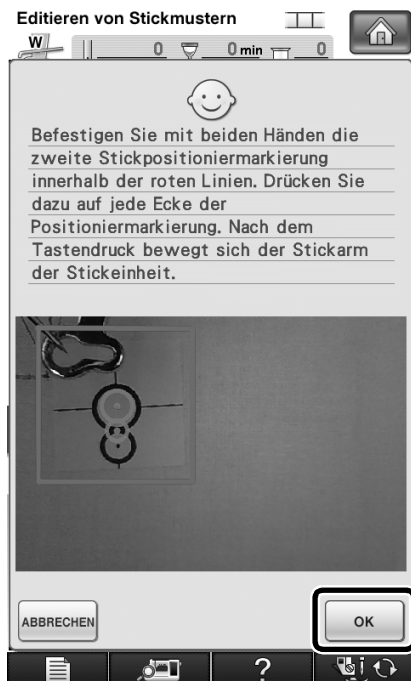 Editieren von Stickmustern
W
0 0 min 0
Befestigen Sie mit beiden Händen die
zweite Stickpositioniermarkierung
innerhalb der roten Linien. Drücken Sie
dazu auf jede Ecke der
Positioniermarkierung. Nach dem
Tastendruck bewegt sich der Stickarm
der Stickeinheit.
ABBRECHEN
OK
?